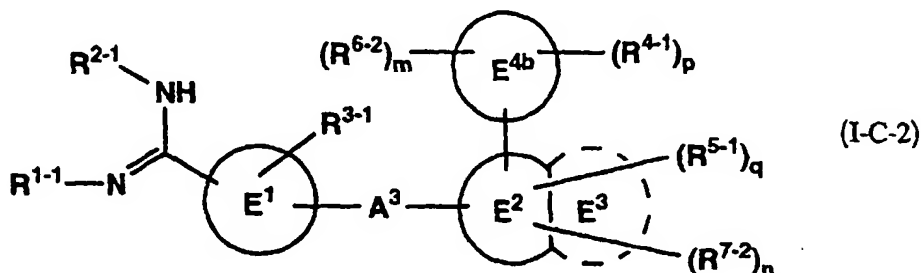 (R⁶⁻²)ₘ E⁴ᵇ (R⁴⁻¹)ₚ
R²⁻¹
NH
R³⁻¹ (I-C-2)
(R⁵⁻¹)q
R¹⁻¹ N E¹ A³ E² E³
(R⁷⁻²)ₙ